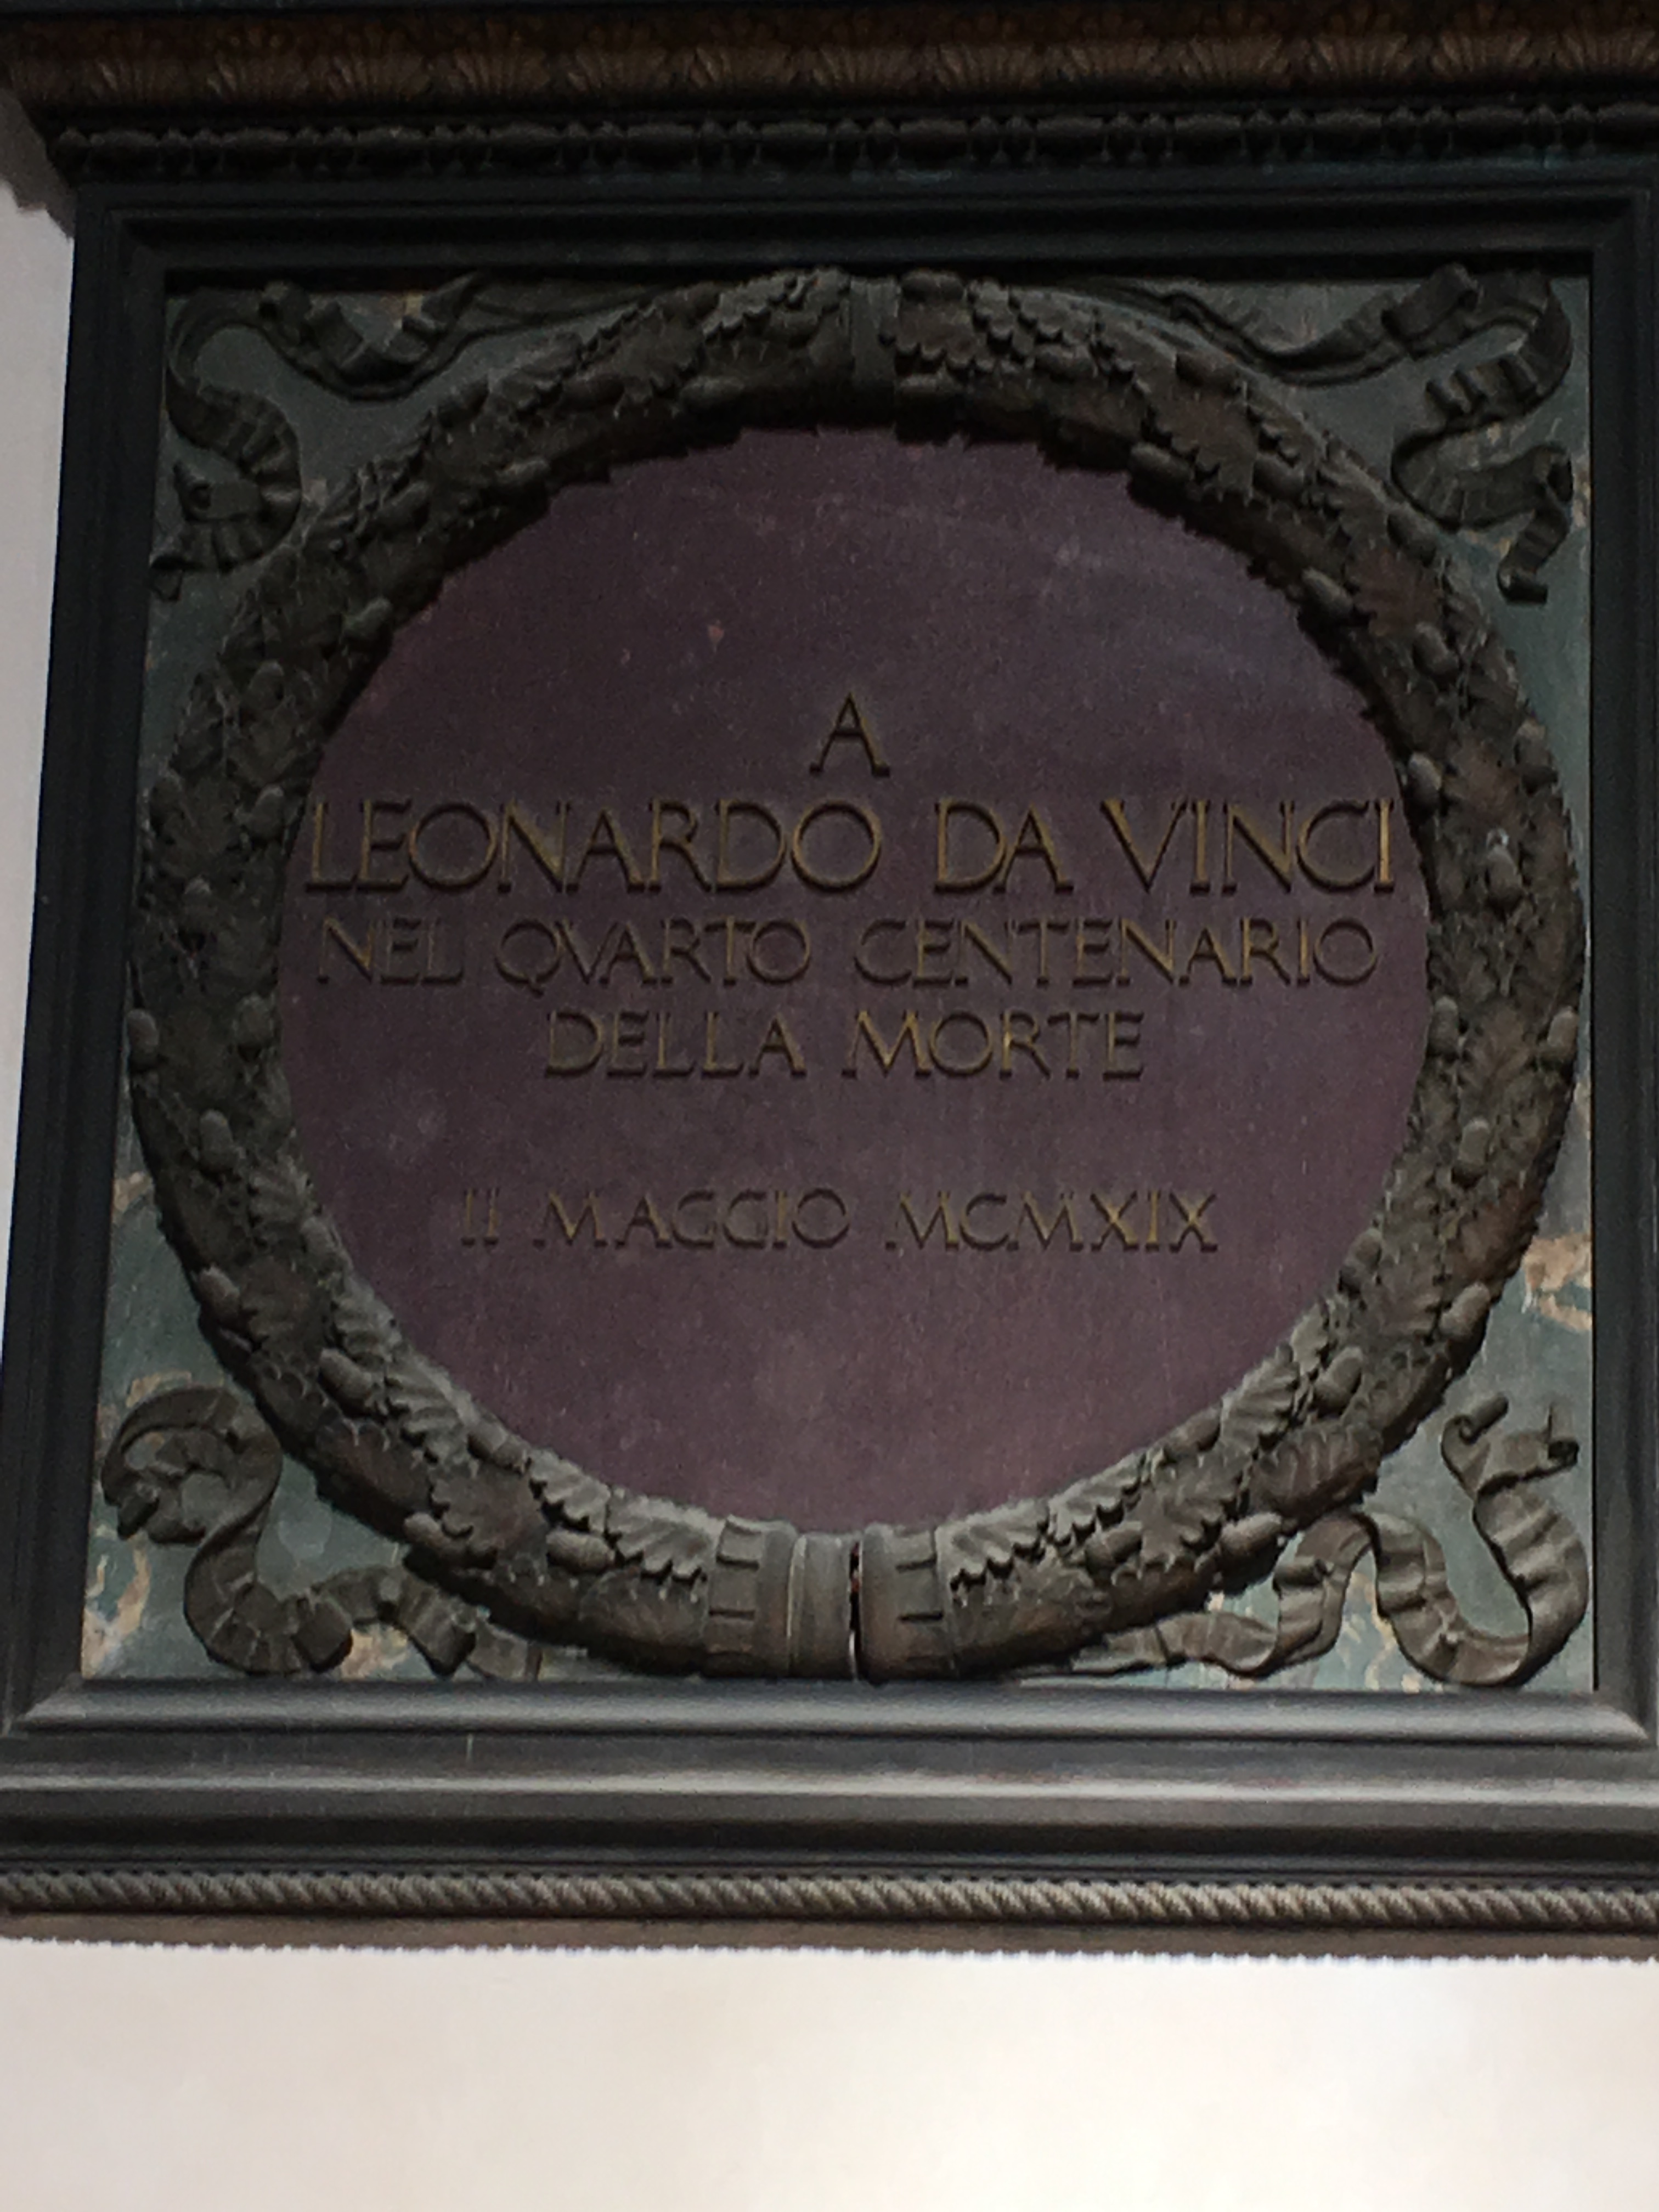 A
LEONARDO DA VINCI
NEL QVARTO CENTENARIO
DELLA MORTE
II MAGGIO MCMXIX